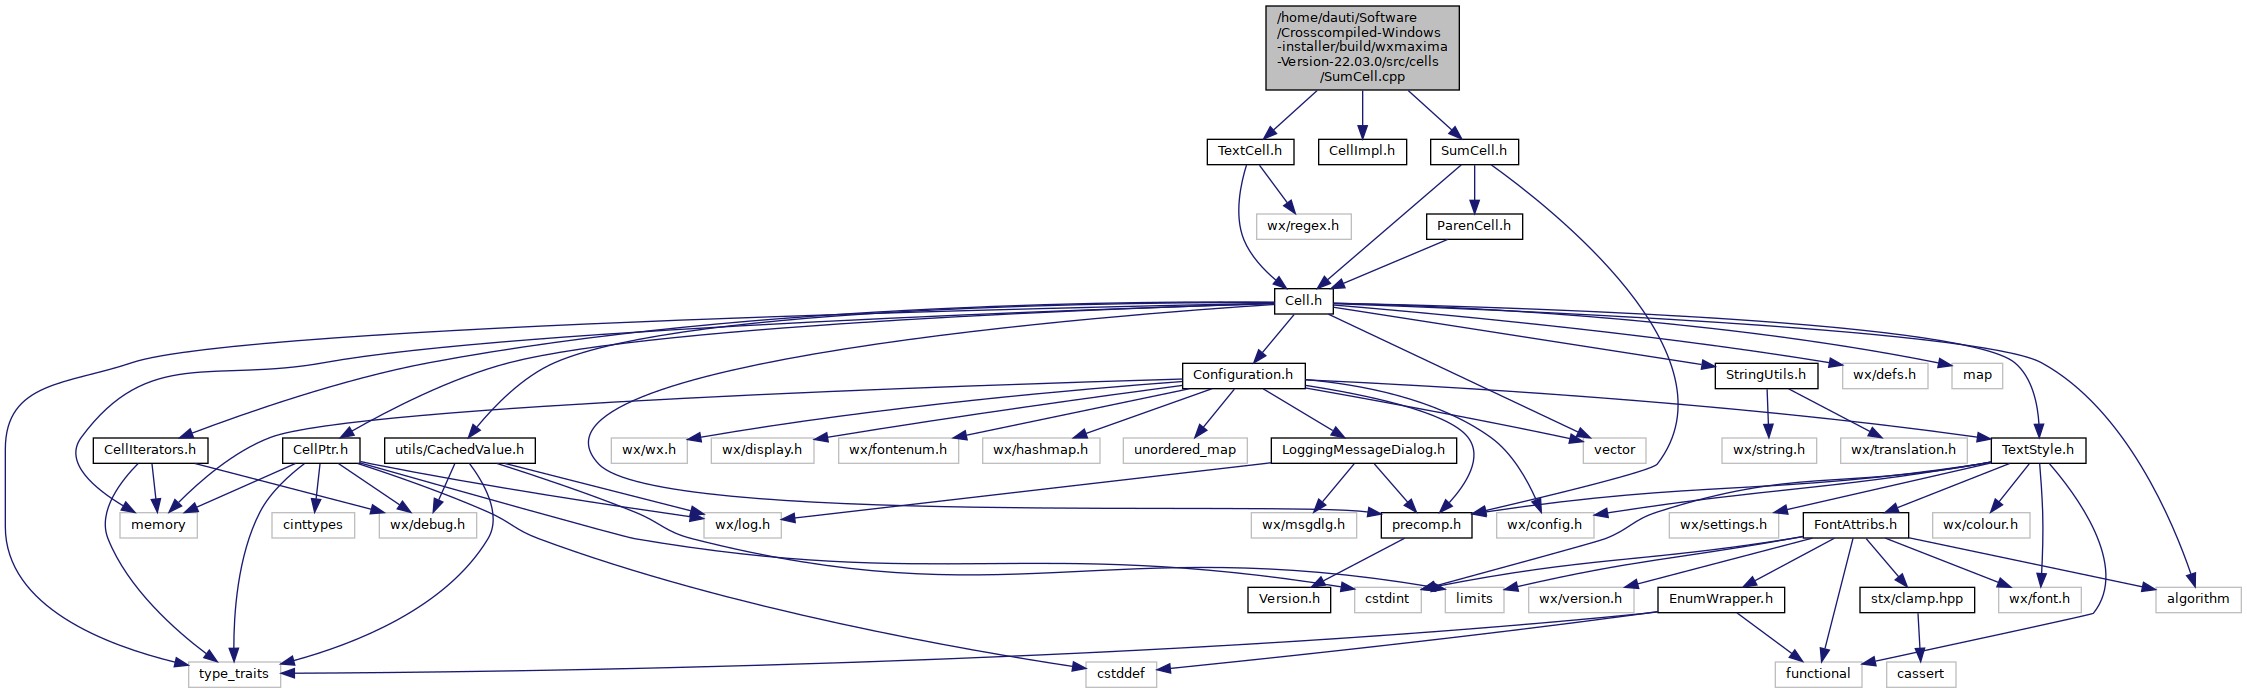 /home/dauti/Software
/Crosscompiled-Windows
-installer/build/wxmaxima
-Version-22.03.0/src/cells
/SumCell.cpp
TextCell.h
CellImpl.h
SumCell.h
wx/regex.h
ParenCell.h
Cell.h
Configuration.h
StringUtils.h
wx/defs.h
map
CellIterators.h
CellPtr.h
utils/CachedValue.h
wx/wx.h
wx/display.h
wx/fontenum.h
wx/hashmap.h
unordered_map
LoggingMessageDialog.h
vector
wx/string.h
wx/translation.h
TextStyle.h
memory
cinttypes
wx/debug.h
wx/log.h
wx/msgdlg.h
precomp.h
wx/config.h
wx/settings.h
FontAttribs.h
wx/colour.h
Version.h
cstdint
limits
wx/version.h
EnumWrapper.h
stx/clamp.hpp
wx/font.h
algorithm
type_traits
cstddef
functional
cassert